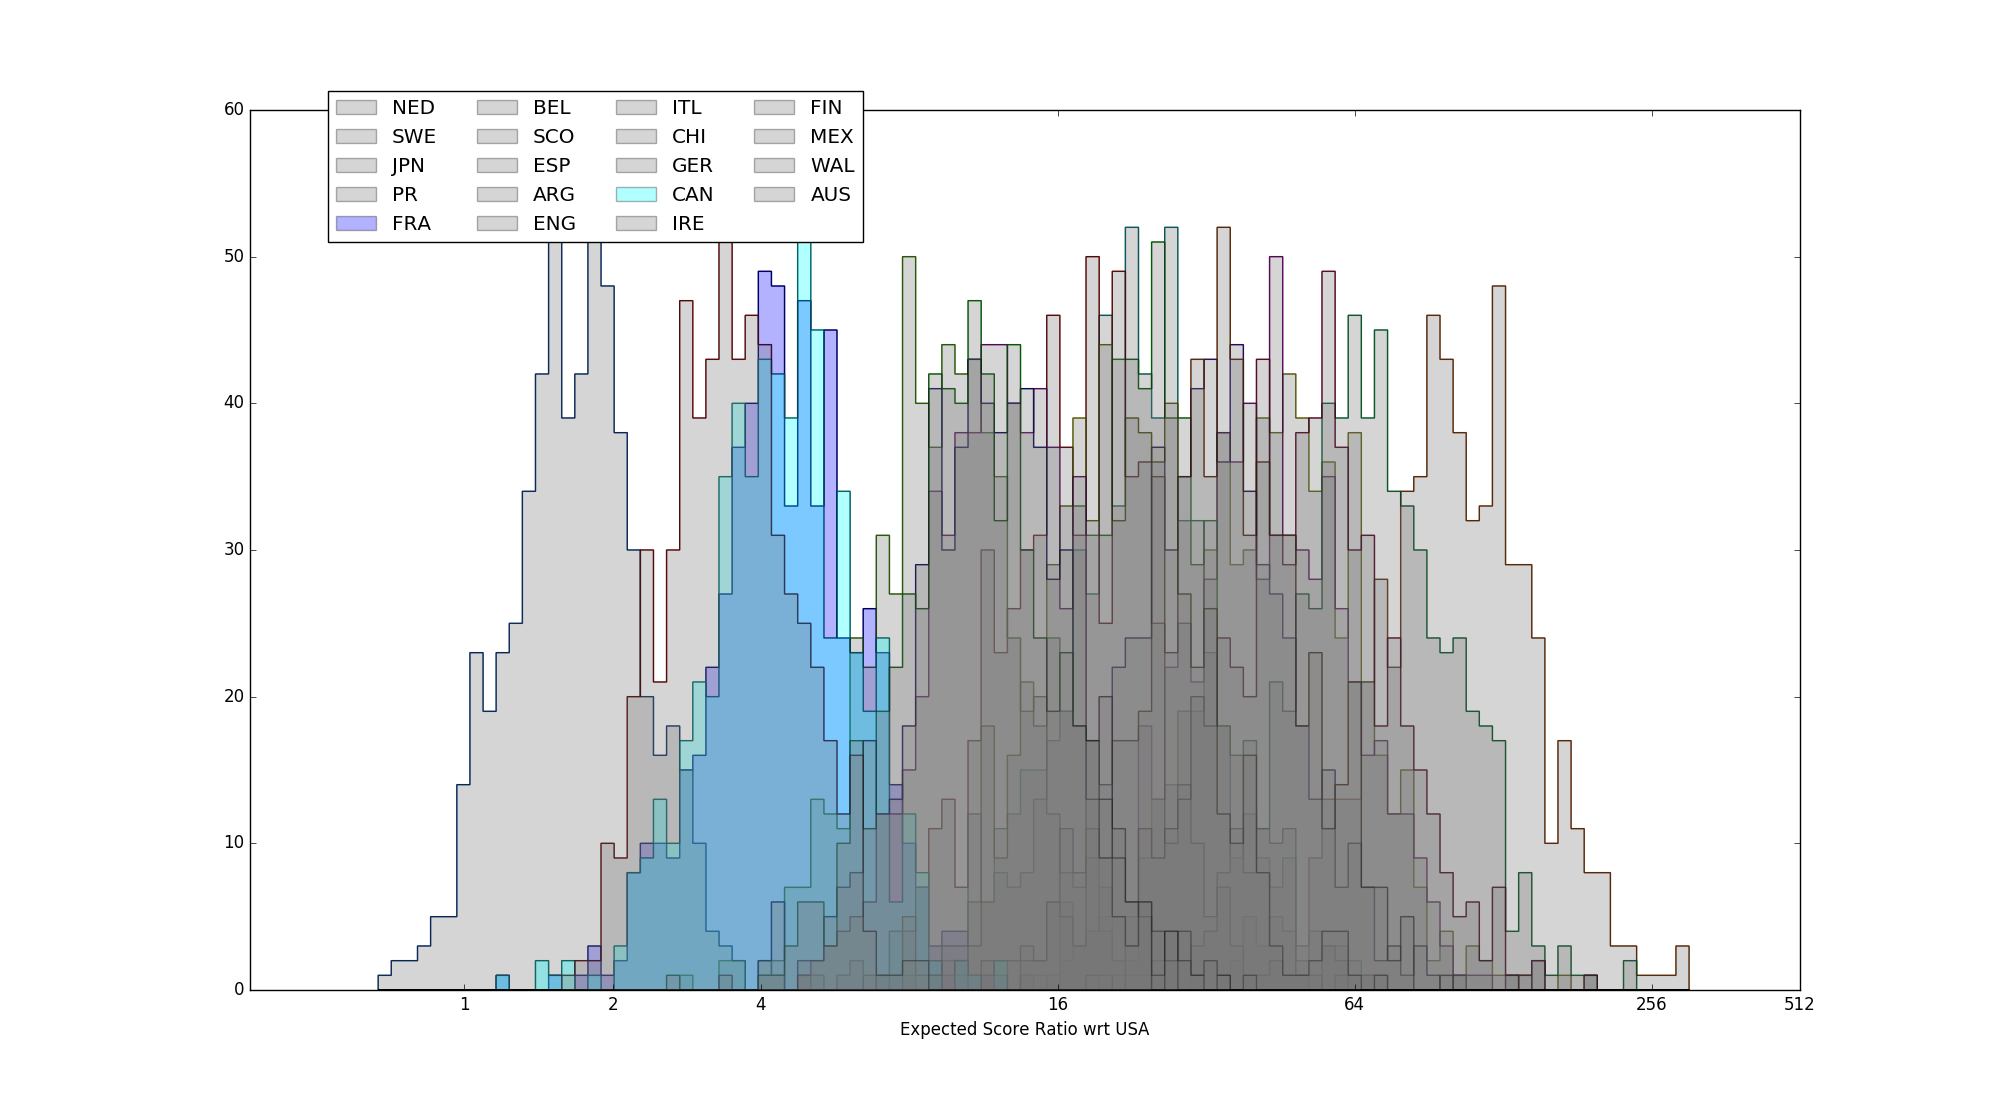 60
NED BEL ITL FIN
SWE SCO CHI MEX
JPN ESP GER WAL
PR ARG CAN AUS
FRA ENG IRE
50
40
30
20
10
0
1 2 4 16 64 256 512
Expected Score Ratio wrt USA